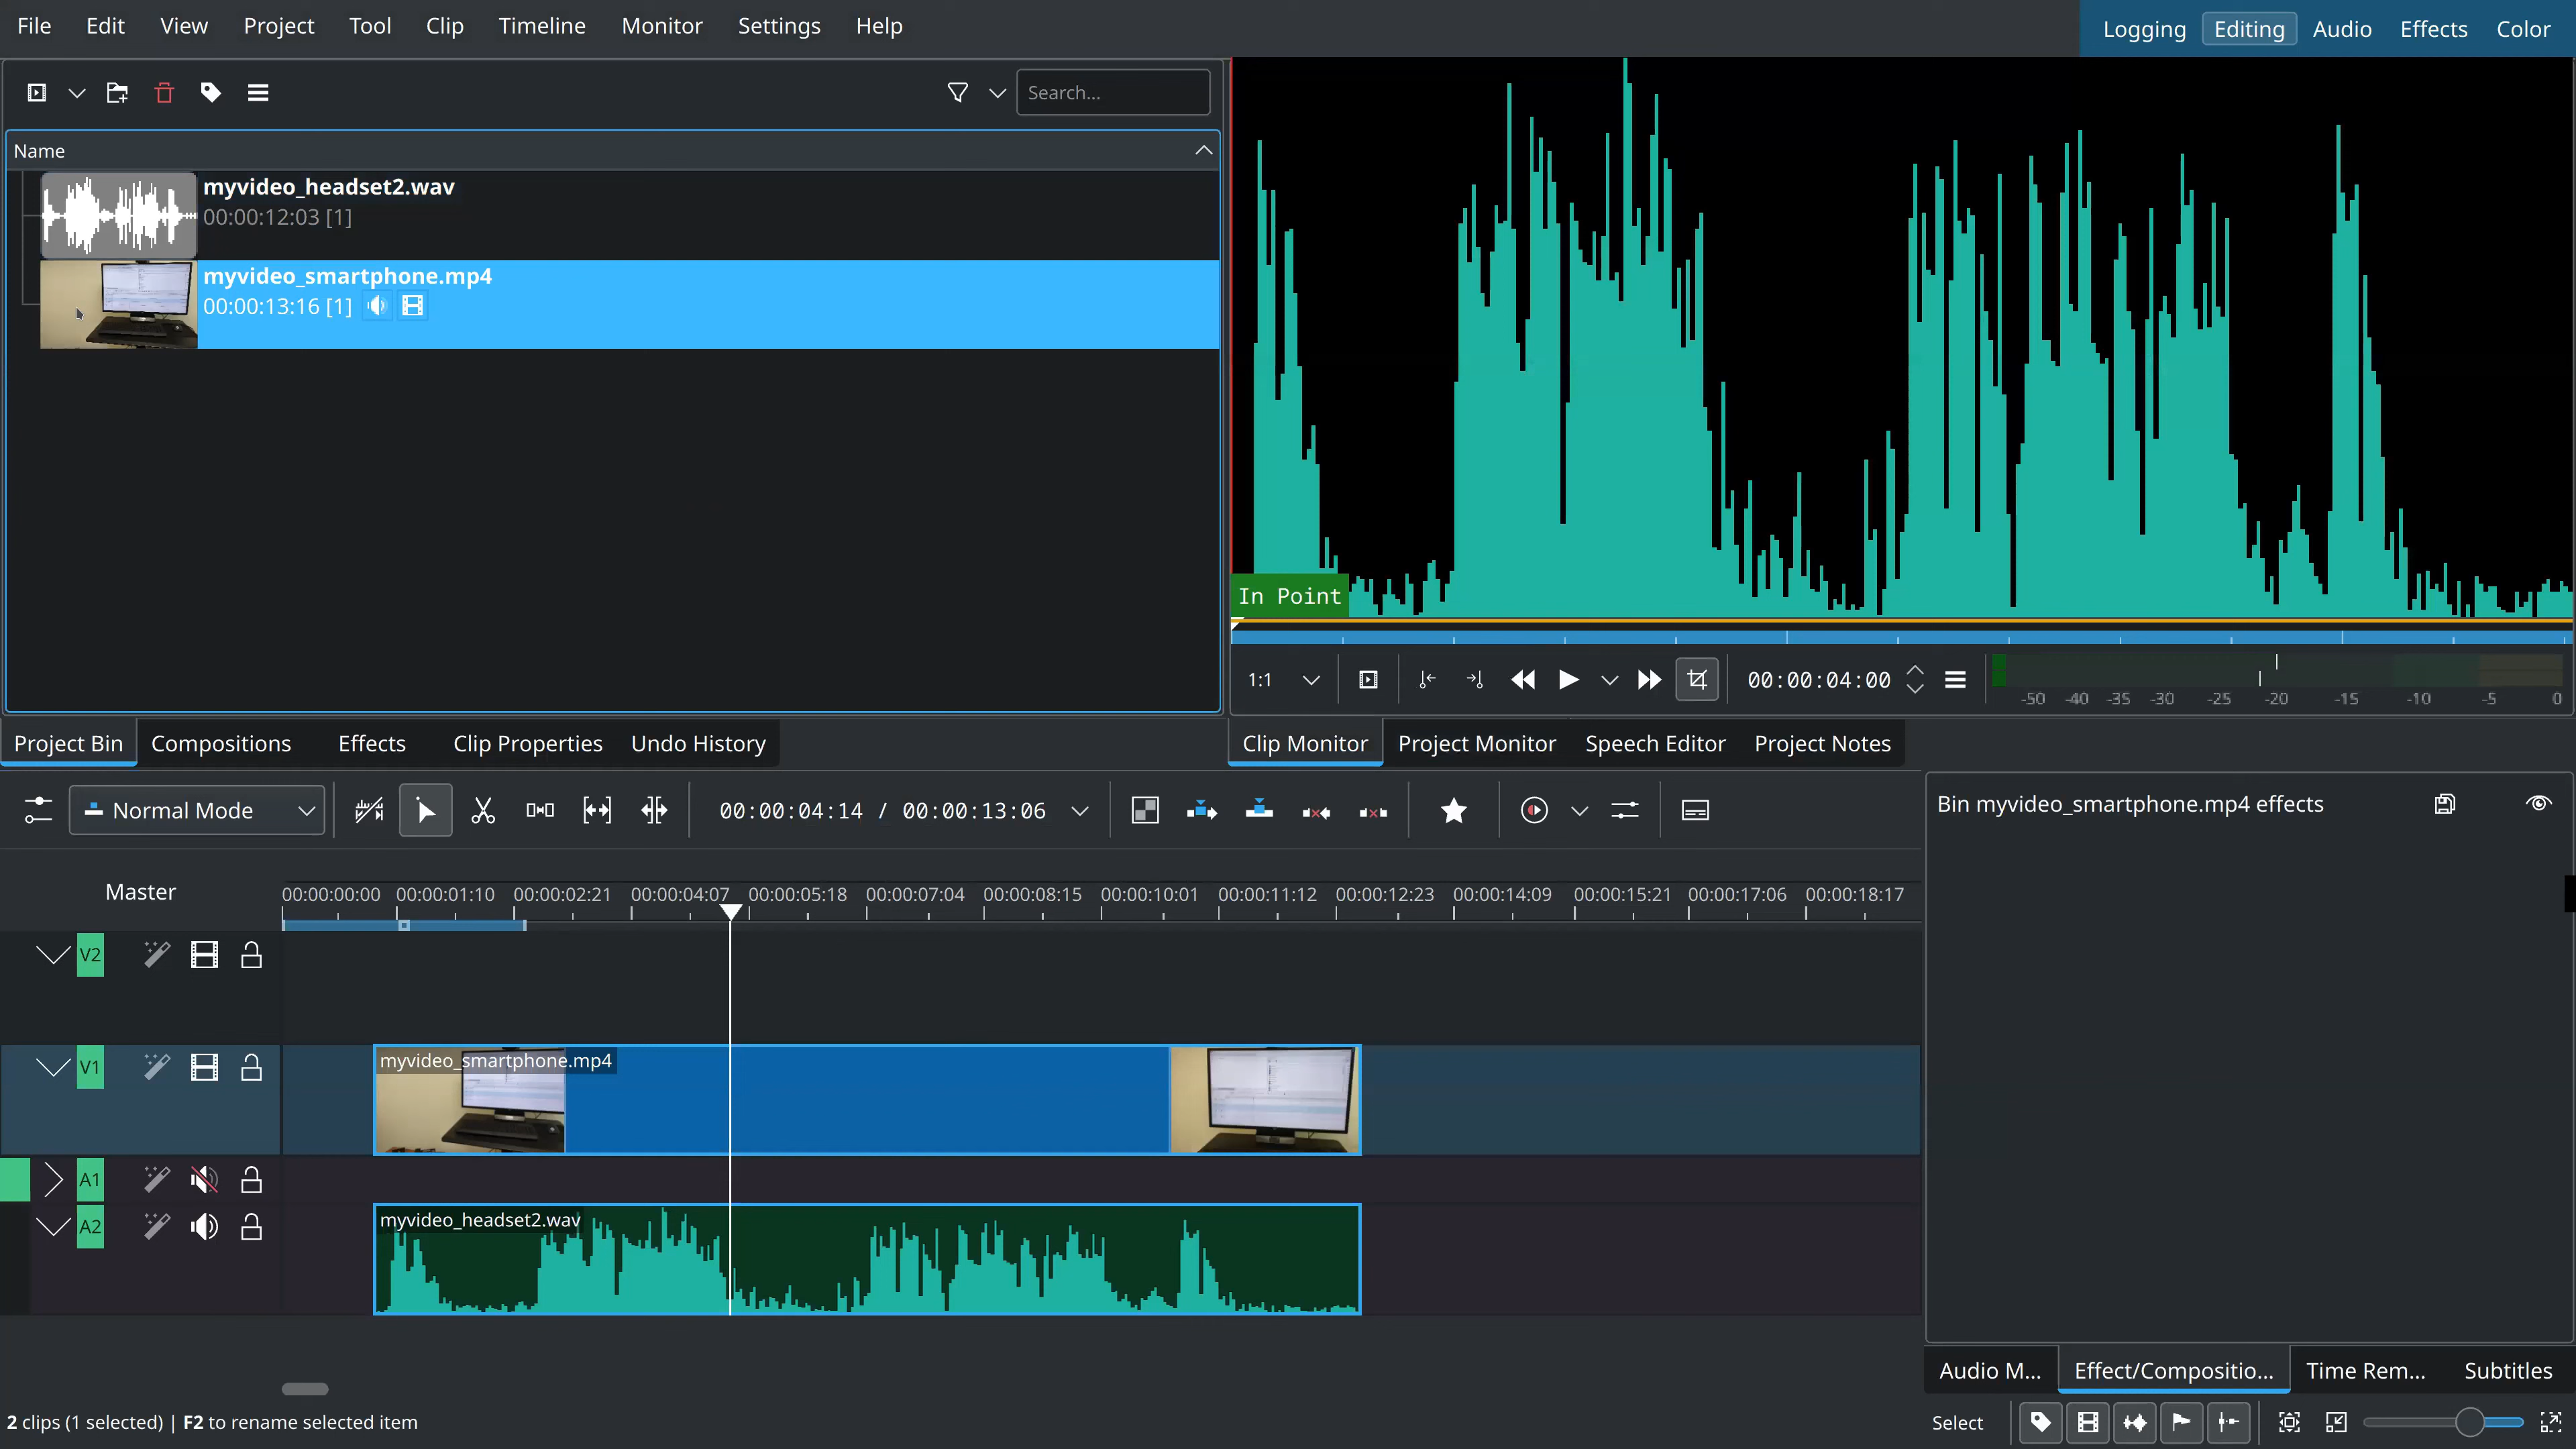 File Edit View Project Tool Clip Timeline Monitor Settings Help
Logging Editing Audio Effects Color
Search...
Name
myvideo_headset2.wav
00:00:12:03 [1]
myvideo_smartphone.mp4
00:00:13:16 [1]
In Point
1:1
00:00:04:00
-50 -40 -35 -30 -25 -20 -15 -10 -5 0
Project Bin Compositions Effects Clip Properties Undo History
Clip Monitor Project Monitor Speech Editor Project Notes
Normal Mode
00:00:04:14 / 00:00:13:06
Bin myvideo_smartphone.mp4 effects
Master
00:00:00:00 00:00:01:10 00:00:02:21 00:00:04:07 00:00:05:18 00:00:07:04 00:00:08:15 00:00:10:01 00:00:11:12 00:00:12:23 00:00:14:09 00:00:15:21 00:00:17:06 00:00:18:17
V2
V1
myvideo_smartphone.mp4
A1
A2
myvideo_headset2.wav
Audio M... Effect/Compositio... Time Rem... Subtitles
2 clips (1 selected) | F2 to rename selected item
Select